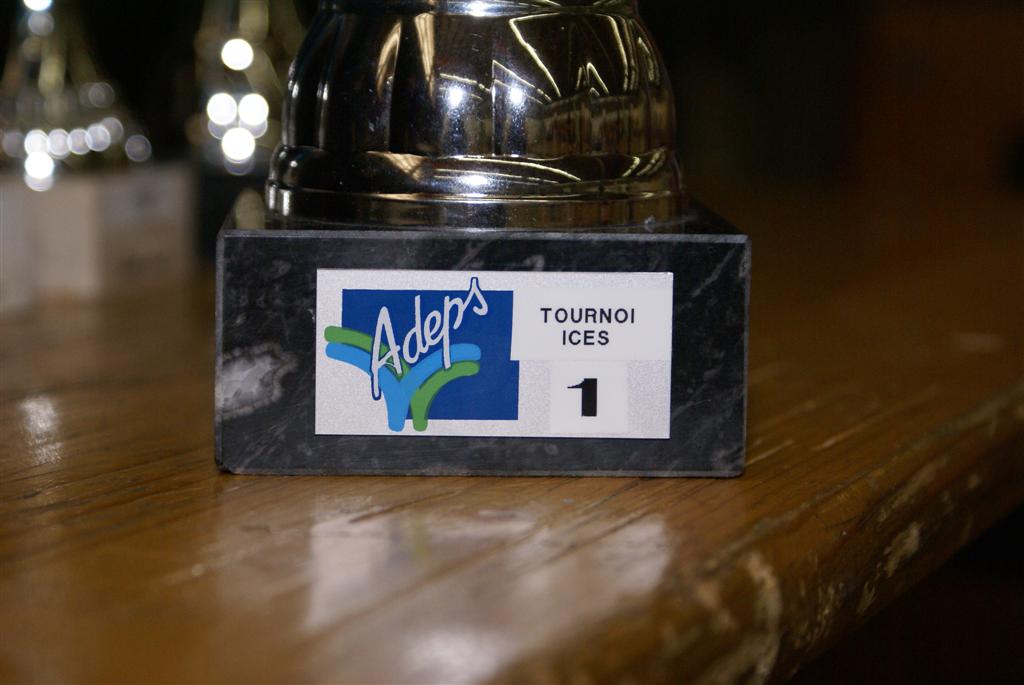 Adeps
TOURNOI
ICES
1